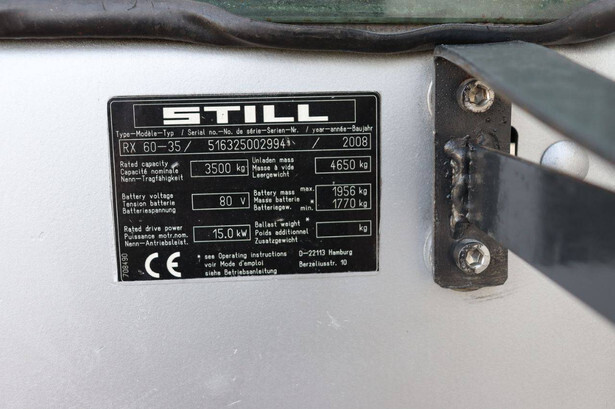 STILL
Type-Modèle-Typ / Serial no.-No. de série-Serien-Nr. / year-année-Baujahr
RX 60-35 / 516325002994 / 2008
Rated capacity
Capacité nominale
Nenn-Tragfähigkeit
3500 kg
Unladen mass
Masse à vide
Leergewicht
4650 kg
Battery voltage
Tension batterie
Batteriespannung
80 V
Battery mass max.
Masse batterie
Batteriegew. min.
1956 kg
1770 kg
Rated drive power
Puissance motr.nom.
Nenn-Antriebsleist.
15.0 kW
Ballast weight *
Poids additionnel
Zusatzgewicht
kg
CE
* see Operating instructions
voir Mode d'emploi
siehe Betriebsanleitung
D-22113 Hamburg
Berzeliusstr. 10
708490